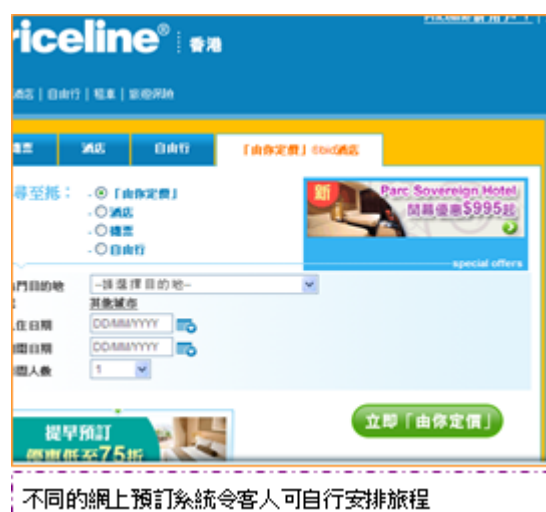 riceline® 香港
酒店 | 自由行 | 租車 | 旅遊保險
機票 酒店 自由行 「由你定價」©bid酒店
尋至抵：
「由你定價」
酒店
機票
自由行
新 Parc Sovereign Hotel
開幕優惠$995起
special offers
門目的地 --請選擇目的地--
其他城市
住日期 DD/MM/YYYY
日期 DD/MM/YYYY
人數 1
提早預訂
優惠低至75折
立即「由你定價」
不同的網上預訂系統令客人可自行安排旅程